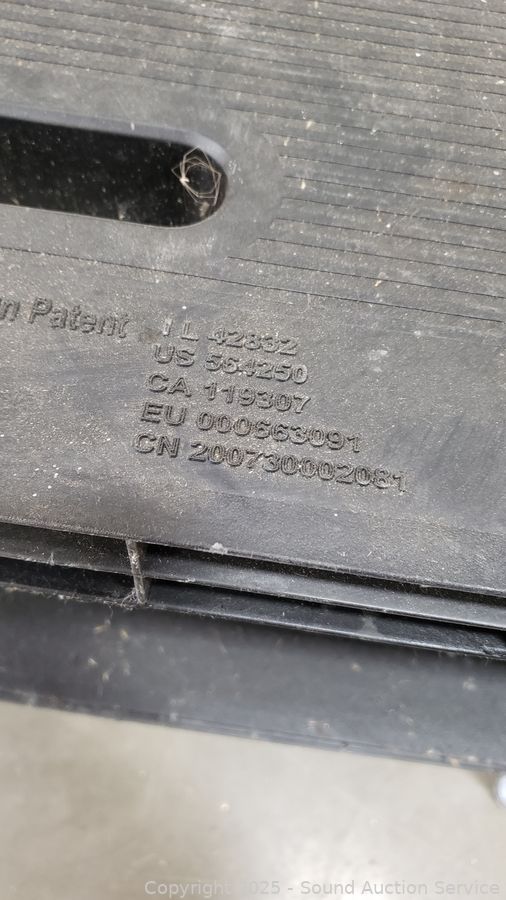 n Patent IL 42832
US 564250
CA 119307
EU 000663091
CN 200730002081
Copyright 2025 - Sound Auction Service